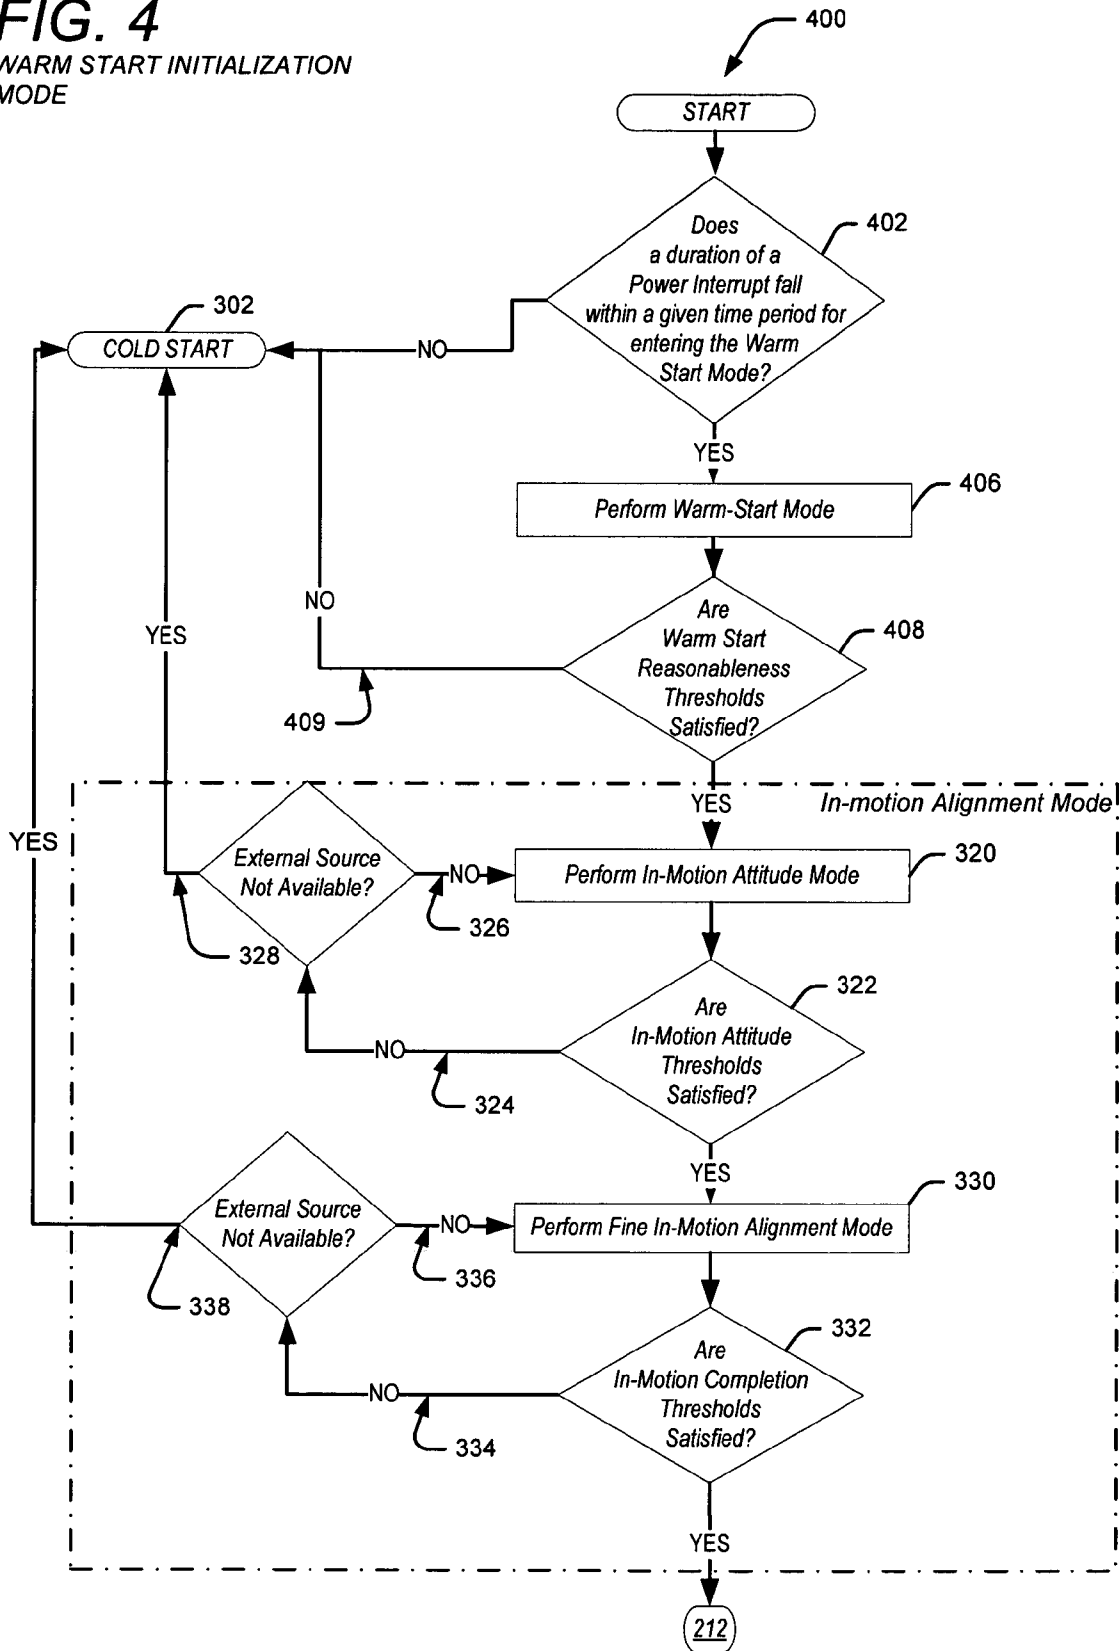 FIG. 4
WARM START INITIALIZATION
MODE
400
START
Does
a duration of a
Power Interrupt fall
within a given time period for
entering the Warm
Start Mode?
402
302
COLD START
NO
YES
406
Perform Warm-Start Mode
NO
Are
Warm Start
Reasonableness
Thresholds
Satisfied?
408
409
YES
YES
In-motion Alignment Mode
YES
External Source
Not Available?
NO
326
328
Perform In-Motion Attitude Mode
320
Are
In-Motion Attitude
Thresholds
Satisfied?
322
NO
324
YES
External Source
Not Available?
NO
336
338
Perform Fine In-Motion Alignment Mode
330
Are
In-Motion Completion
Thresholds
Satisfied?
332
NO
334
YES
212